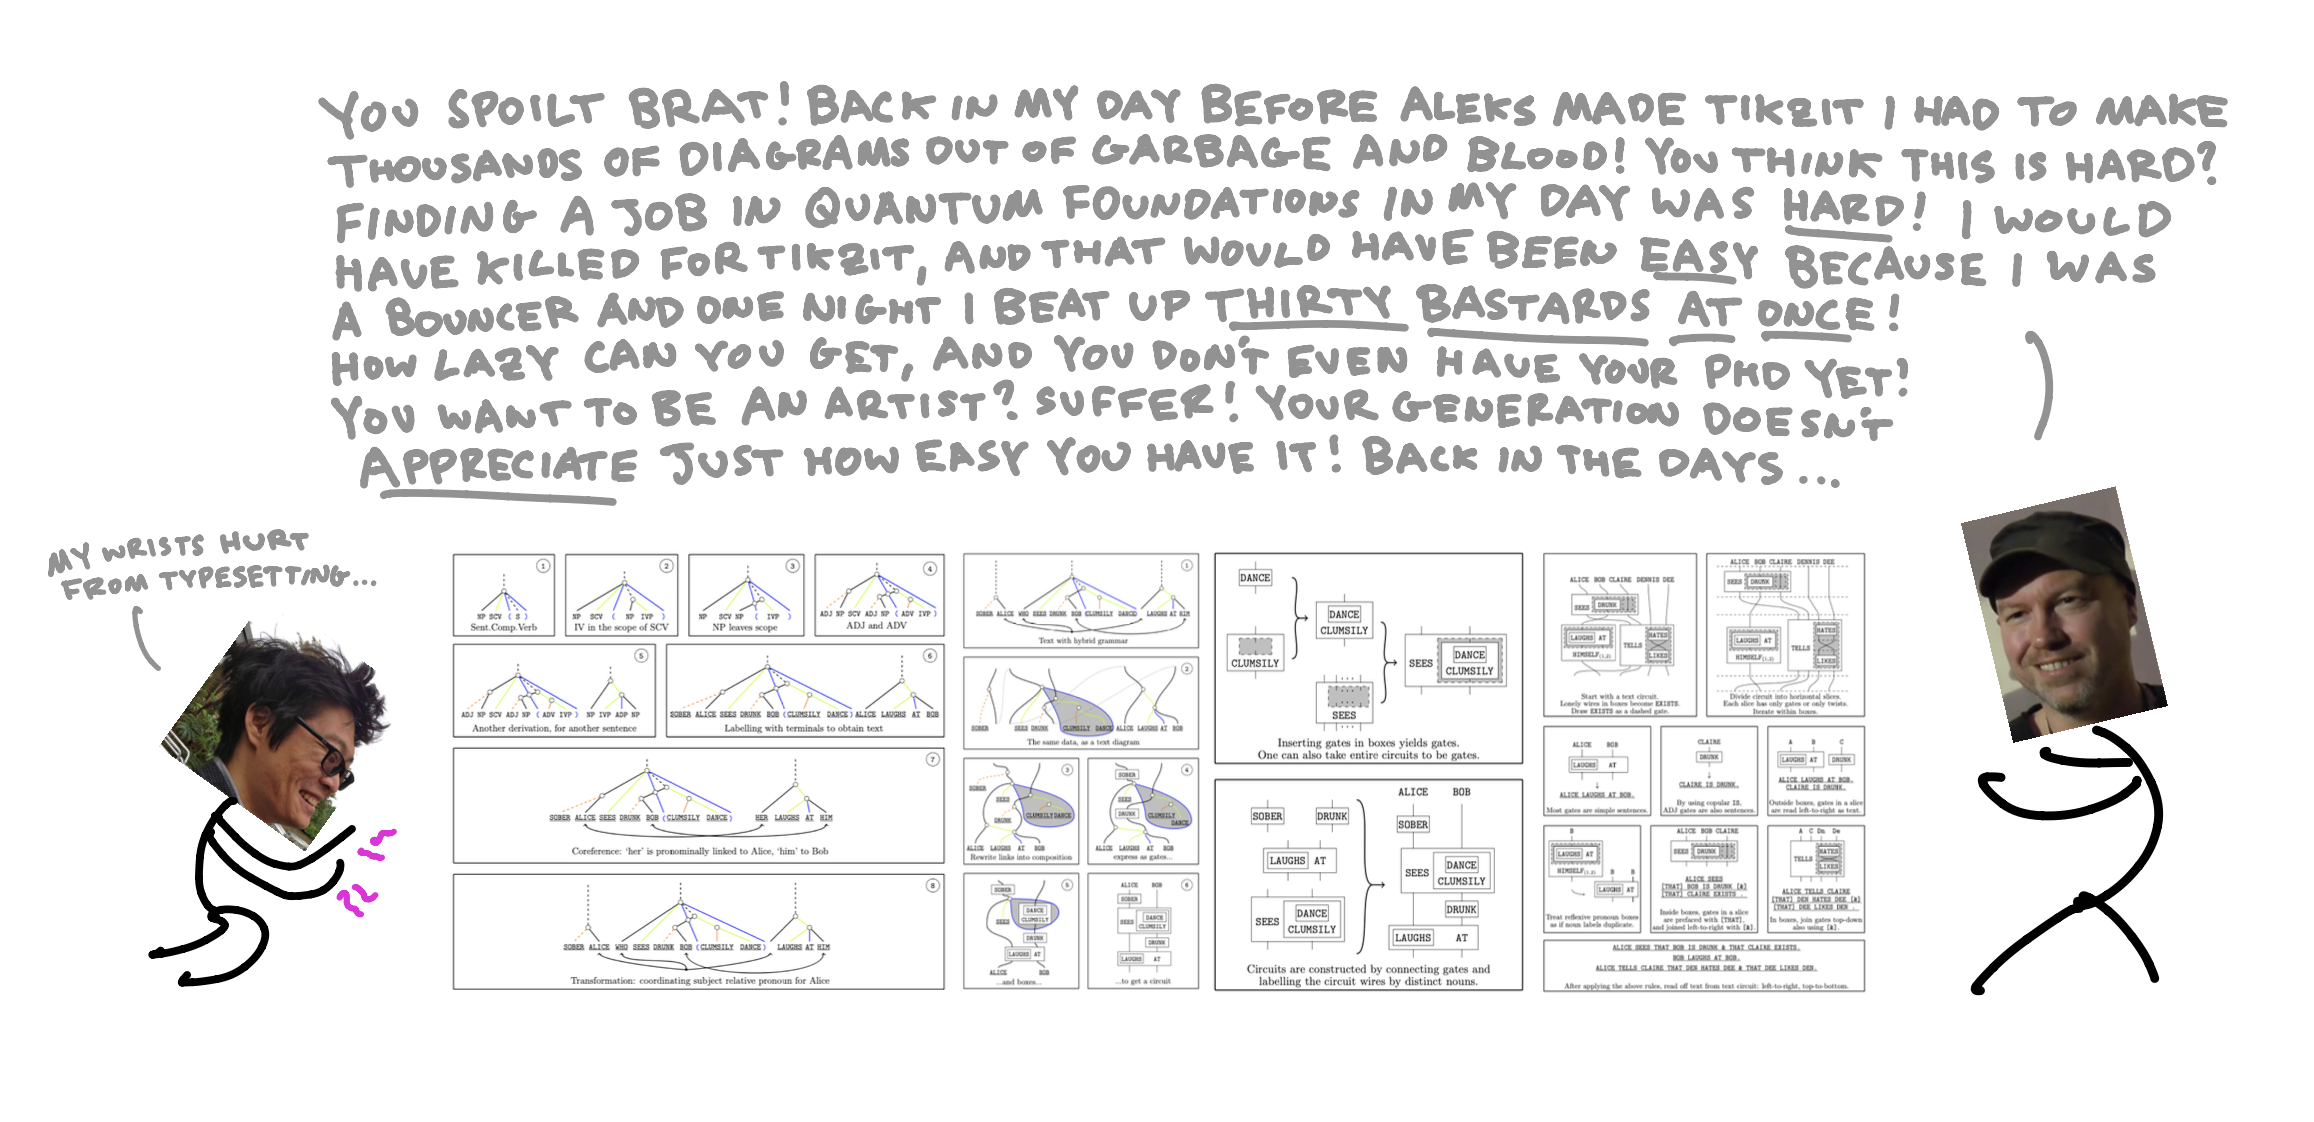 YOU SPOILT BRAT! BACK IN MY DAY BEFORE ALEKS MADE TIKZIT I HAD TO MAKE
THOUSANDS OF DIAGRAMS OUT OF GARBAGE AND BLOOD! YOU THINK THIS IS HARD?
FINDING A JOB IN QUANTUM FOUNDATIONS IN MY DAY WAS HARD! I WOULD
HAVE KILLED FOR TIKZIT, AND THAT WOULD HAVE BEEN EASY BECAUSE I WAS
A BOUNCER AND ONE NIGHT I BEAT UP THIRTY BASTARDS AT ONCE!
HOW LAZY CAN YOU GET, AND YOU DON'T EVEN HAVE YOUR PHD YET!
YOU WANT TO BE AN ARTIST? SUFFER! YOUR GENERATION DOESN'T
APPRECIATE JUST HOW EASY YOU HAVE IT! BACK IN THE DAYS...
MY WRISTS HURT
FROM TYPESETTING...
1
NP SCV ( S )
Sent.Comp.Verb
2
NP SCV ( NP IVP )
IV in the scope of SCV
3
NP SCV NP ( IVP )
NP leaves scope
4
ADJ NP SCV ADJ NP ( ADV IVP )
ADJ and ADV
5
ADJ NP SCV ADJ NP ( ADV IVP ) NP IVP ADP NP
Another derivation, for another sentence
6
SOBER ALICE SEES DRUNK BOB (CLUMSILY DANCE) ALICE LAUGHS AT BOB
Labelling with terminals to obtain text
7
SOBER ALICE SEES DRUNK BOB (CLUMSILY DANCE) HER LAUGHS AT HIM
Coreference: 'her' is pronominally linked to Alice, 'him' to Bob
8
SOBER ALICE WHO SEES DRUNK BOB (CLUMSILY DANCE) LAUGHS AT HIM
Transformation: coordinating subject relative pronoun for Alice
1
SOBER ALICE WHO SEES DRUNK BOB CLUMSILY DANCE LAUGHS AT HIM
Text with hybrid grammar
2
SOBER SEES DRUNK CLUMSILY DANCE ALICE LAUGHS AT BOB
The same data, as a text diagram
3
SOBER
SEES
DRUNK
CLUMSILY DANCE
ALICE LAUGHS AT BOB
Rewrite links into composition
4
SOBER
SEES
DRUNK
CLUMSILY
DANCE
ALICE LAUGHS AT BOB
express as gates...
5
SOBER
SEES
DANCE
CLUMSILY
DRUNK
LAUGHS AT
ALICE BOB
...and boxes...
6
ALICE BOB
SOBER
SEES
DANCE
CLUMSILY
DRUNK
LAUGHS AT
...to get a circuit
DANCE
CLUMSILY
DANCE
CLUMSILY
SEES
SEES
DANCE
CLUMSILY
Inserting gates in boxes yields gates.
One can also take entire circuits to be gates.
SOBER DRUNK
LAUGHS AT
SEES
DANCE
CLUMSILY
ALICE BOB
SOBER
SEES
DANCE
CLUMSILY
DRUNK
LAUGHS AT
Circuits are constructed by connecting gates and
labelling the circuit wires by distinct nouns.
ALICE BOB CLAIRE DENNIS DEE
SEES DRUNK
LAUGHS AT
HIMSELF(1,2)
TELLS
HATES
LIKES
Start with a text circuit.
Lonely wires in boxes become EXISTS.
Draw EXISTS as a dashed gate.
ALICE BOB CLAIRE DENNIS DEE
SEES DRUNK
LAUGHS AT
HIMSELF(1,2)
TELLS
HATES
LIKES
Divide circuit into horizontal slices.
Each slice has only gates or only twists.
Iterate within boxes.
ALICE BOB
LAUGHS AT
ALICE LAUGHS AT BOB.
Most gates are simple sentences.
CLAIRE
DRUNK
CLAIRE IS DRUNK.
By using copular IS,
ADJ gates are also sentences.
A B C
LAUGHS AT DRUNK
ALICE LAUGHS AT BOB.
CLAIRE IS DRUNK.
Outside boxes, gates in a slice
are read left-to-right as text.
B
LAUGHS AT
HIMSELF(1,2)
B B
LAUGHS AT
Treat reflexive pronoun boxes
as if noun labels duplicate.
ALICE BOB CLAIRE
SEES DRUNK
ALICE SEES
[THAT] BOB IS DRUNK [&]
[THAT] CLAIRE EXISTS .
Inside boxes, gates in a slice
are prefaced with [THAT],
and joined left-to-right with [&].
A C Dn De
TELLS
HATES
LIKES
ALICE TELLS CLAIRE
[THAT] DEN HATES DEE [&]
[THAT] DEE LIKES DEN .
In boxes, join gates top-down
also using [&].
ALICE SEES THAT BOB IS DRUNK & THAT CLAIRE EXISTS.
BOB LAUGHS AT BOB.
ALICE TELLS CLAIRE THAT DEN HATES DEE & THAT DEE LIKES DEN.
After applying the above rules, read off text from text circuit: left-to-right, top-to-bottom.